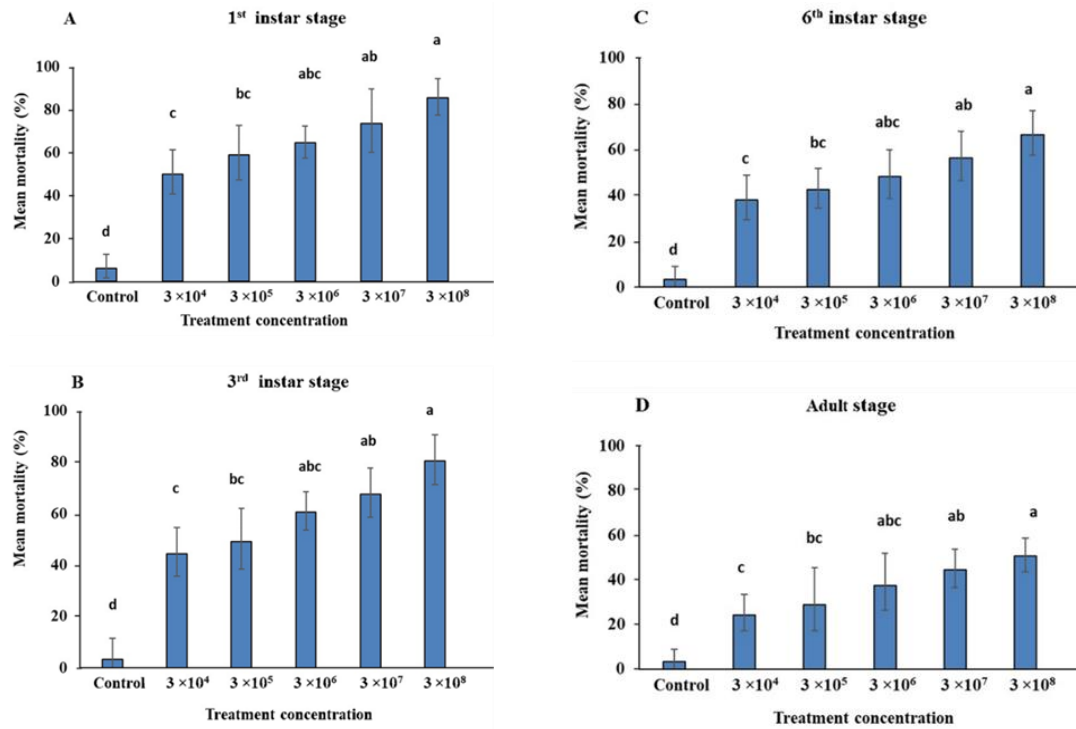 A
1st instar stage
Mean mortality (%)
100
80
60
40
20
0
d
c
bc
abc
ab
a
Control 3 ×10⁴ 3 ×10⁵ 3 ×10⁶ 3 ×10⁷ 3 ×10⁸
Treatment concentration
B
3rd instar stage
Mean mortality (%)
100
80
60
40
20
0
d
c
bc
abc
ab
a
Control 3 ×10⁴ 3 ×10⁵ 3 ×10⁶ 3 ×10⁷ 3 ×10⁸
Treatment concentration
C
6th instar stage
Mean mortality (%)
100
80
60
40
20
0
d
c
bc
abc
ab
a
Control 3 ×10⁴ 3 ×10⁵ 3 ×10⁶ 3 ×10⁷ 3 ×10⁸
Treatment concentration
D
Adult stage
Mean mortality (%)
100
80
60
40
20
0
d
c
bc
abc
ab
a
Control 3 ×10⁴ 3 ×10⁵ 3 ×10⁶ 3 ×10⁷ 3 ×10⁸
Treatment concentration